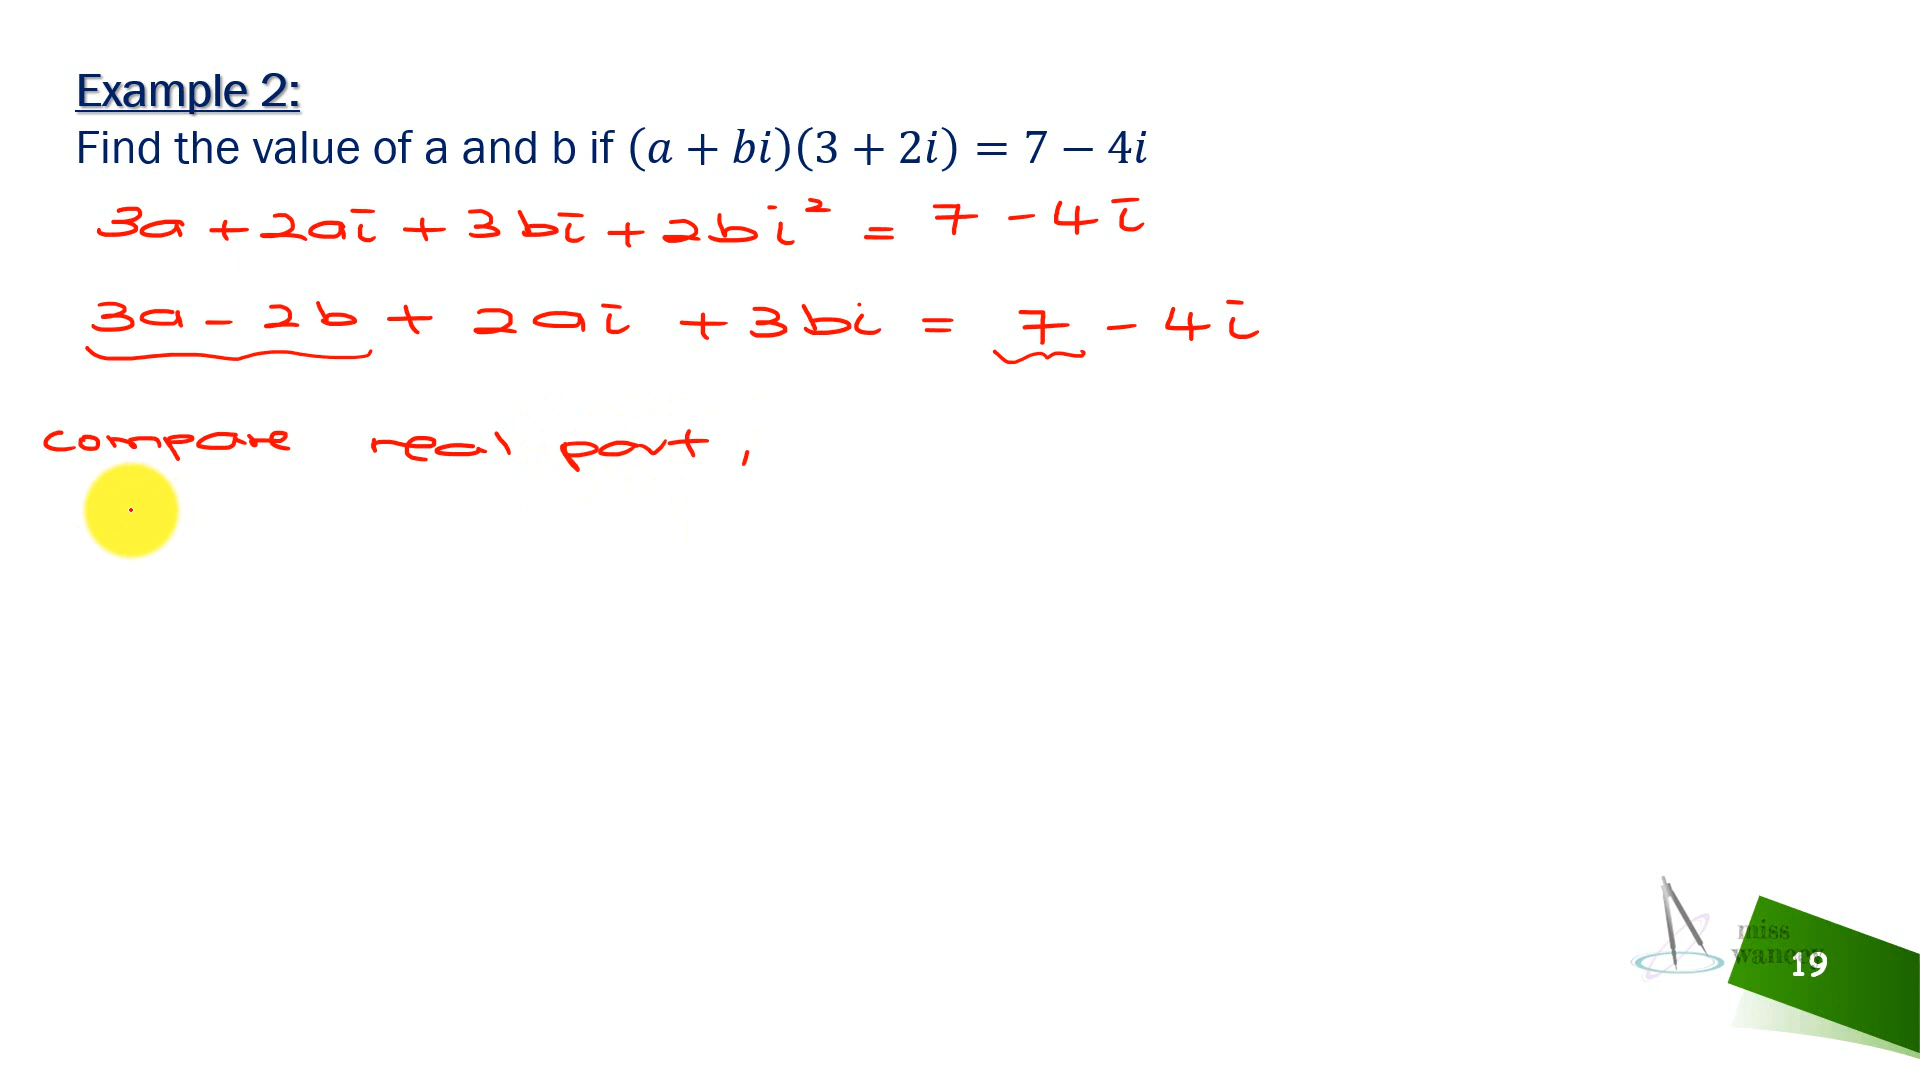 Example 2:
Find the value of a and b if (a + bi)(3 + 2i) = 7 − 4i
3a + 2ai + 3bi + 2bi² = 7 − 4i
3a − 2b + 2ai + 3bi = 7 − 4i
compare real part,
miss
19